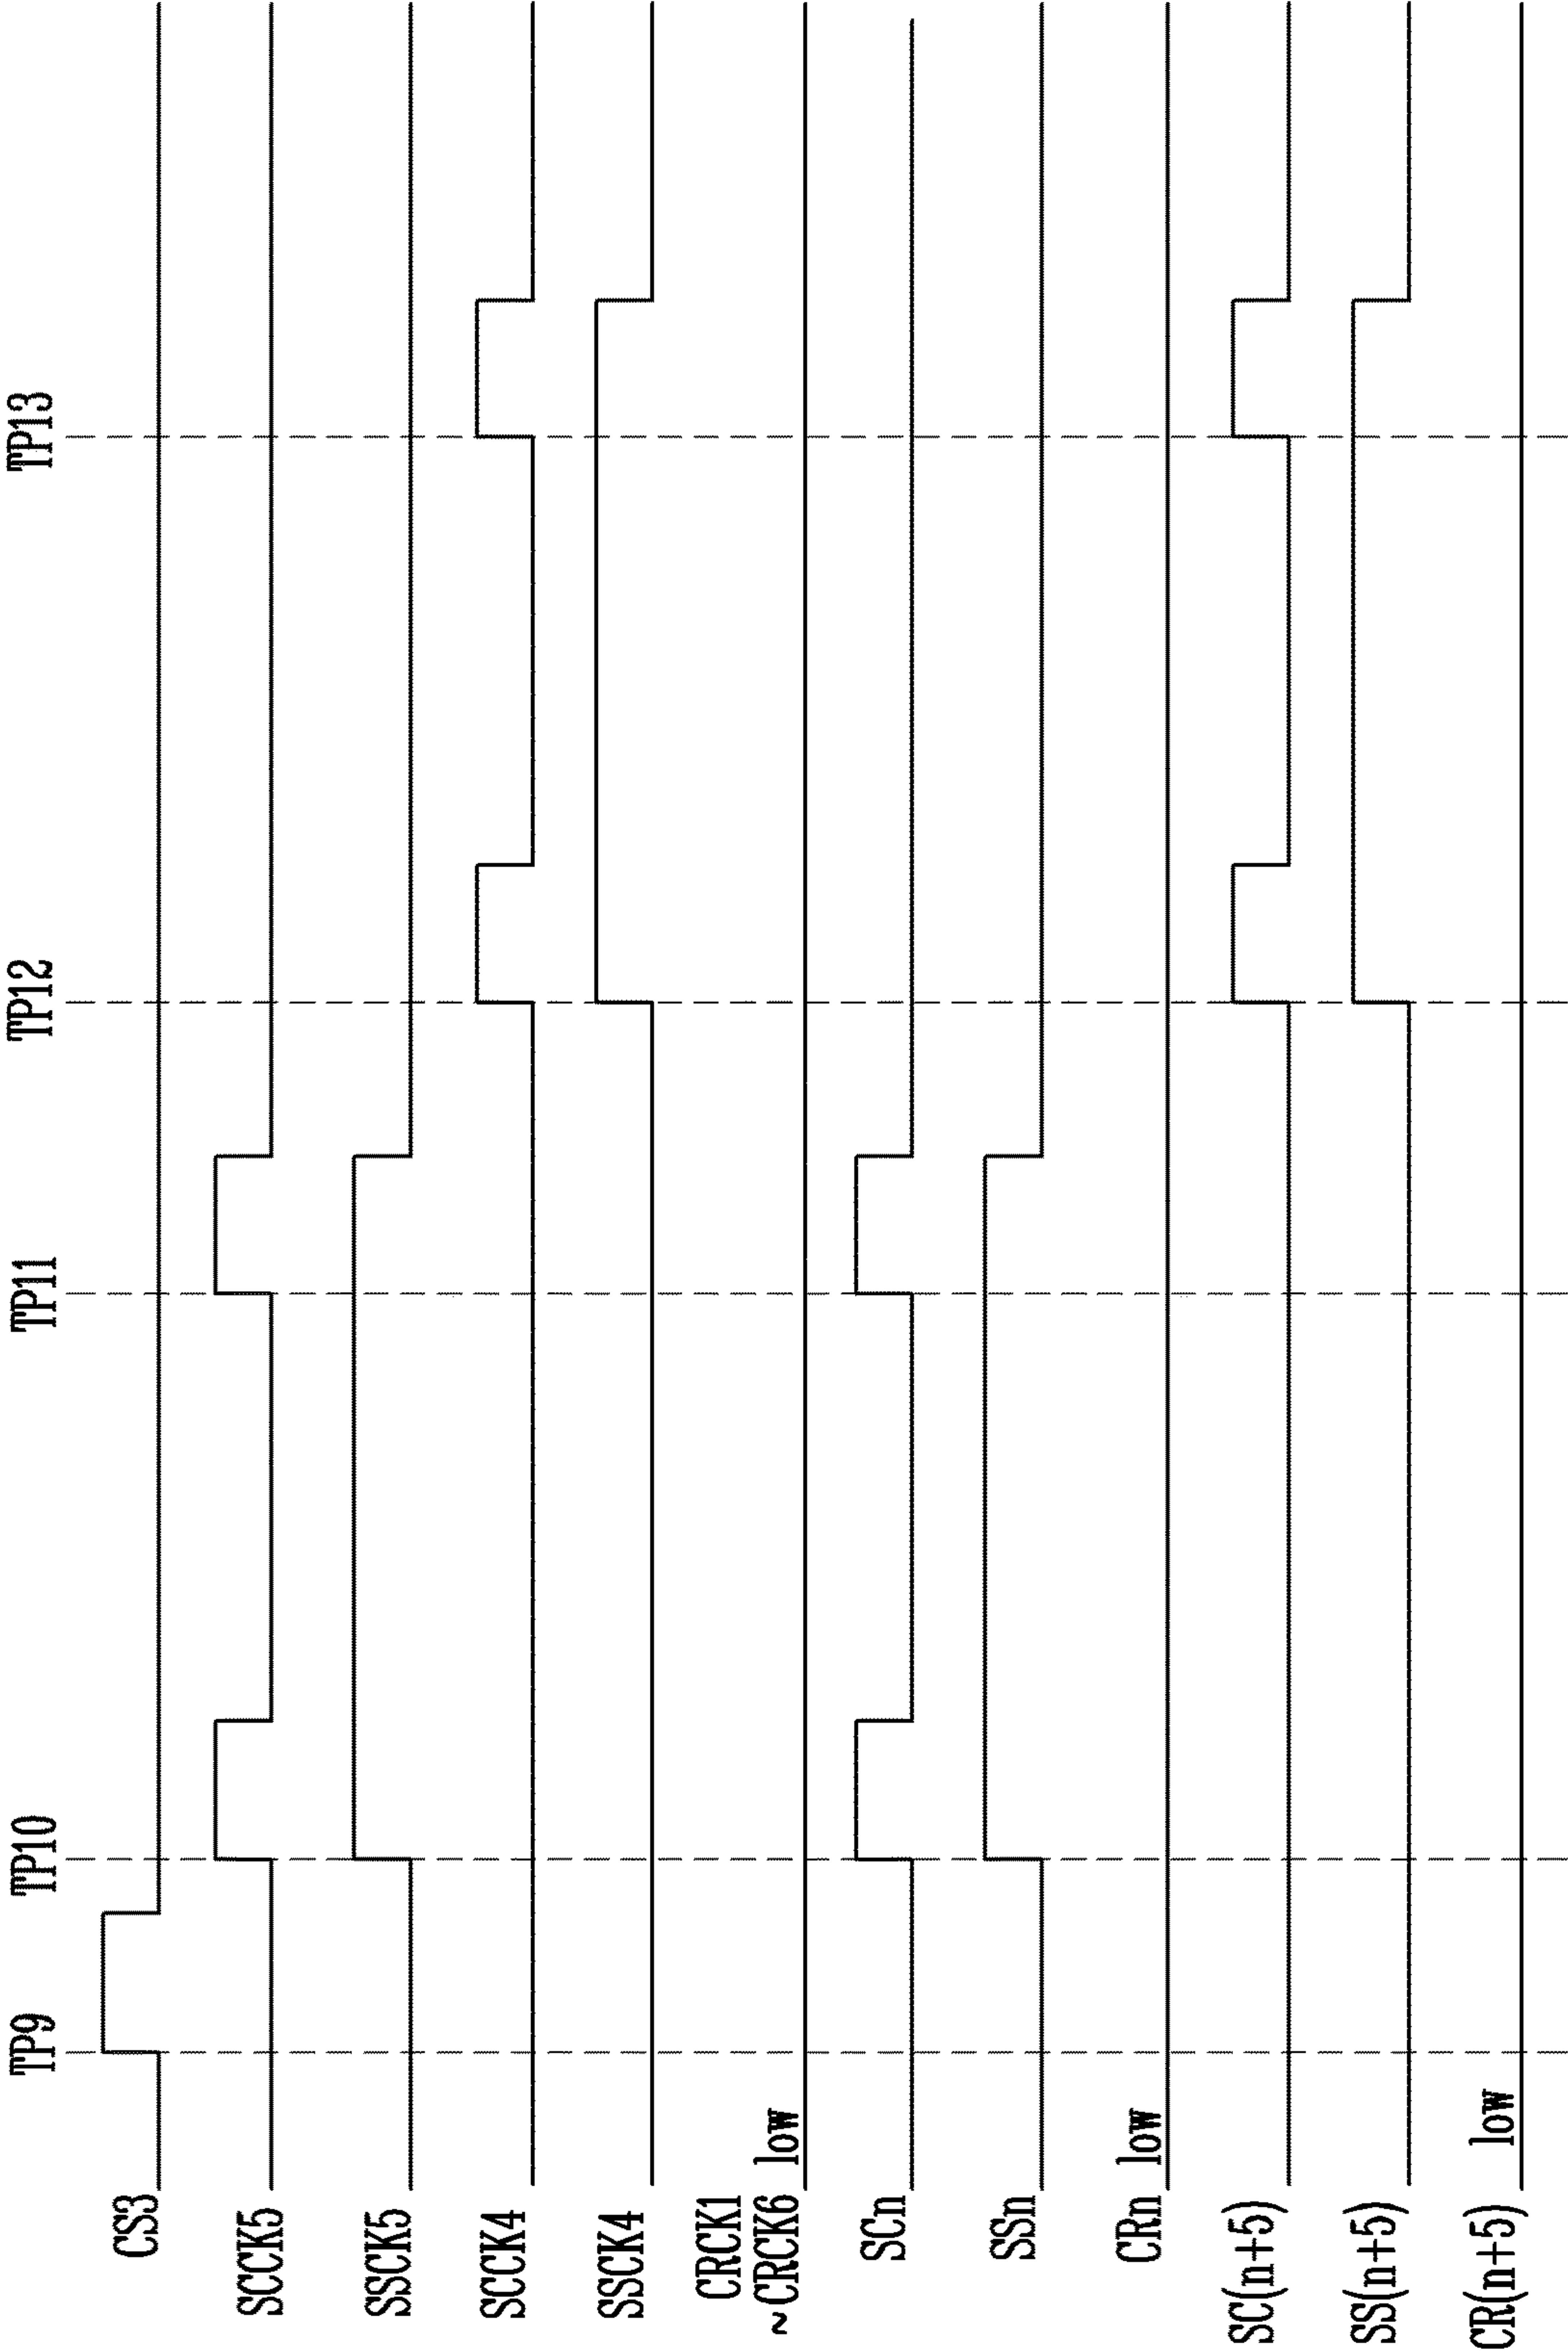 TP9 TP10 TP11 TP12 TP13
CS3
SCCK5
SSCK5
SCCK4
SSCK4
CRCK1
~CRCK6 low
SCn
SSn
CRn low
SC(n+5)
SS(n+5)
CR(n+5) low